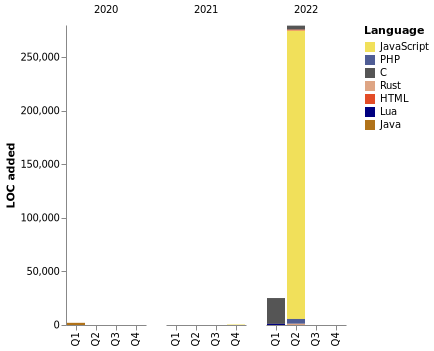 2020 2021 2022
Language
JavaScript
PHP
C
Rust
HTML
Lua
Java
LOC added
250,000
200,000
150,000
100,000
50,000
0
Q1 Q2 Q3 Q4 Q1 Q2 Q3 Q4 Q1 Q2 Q3 Q4